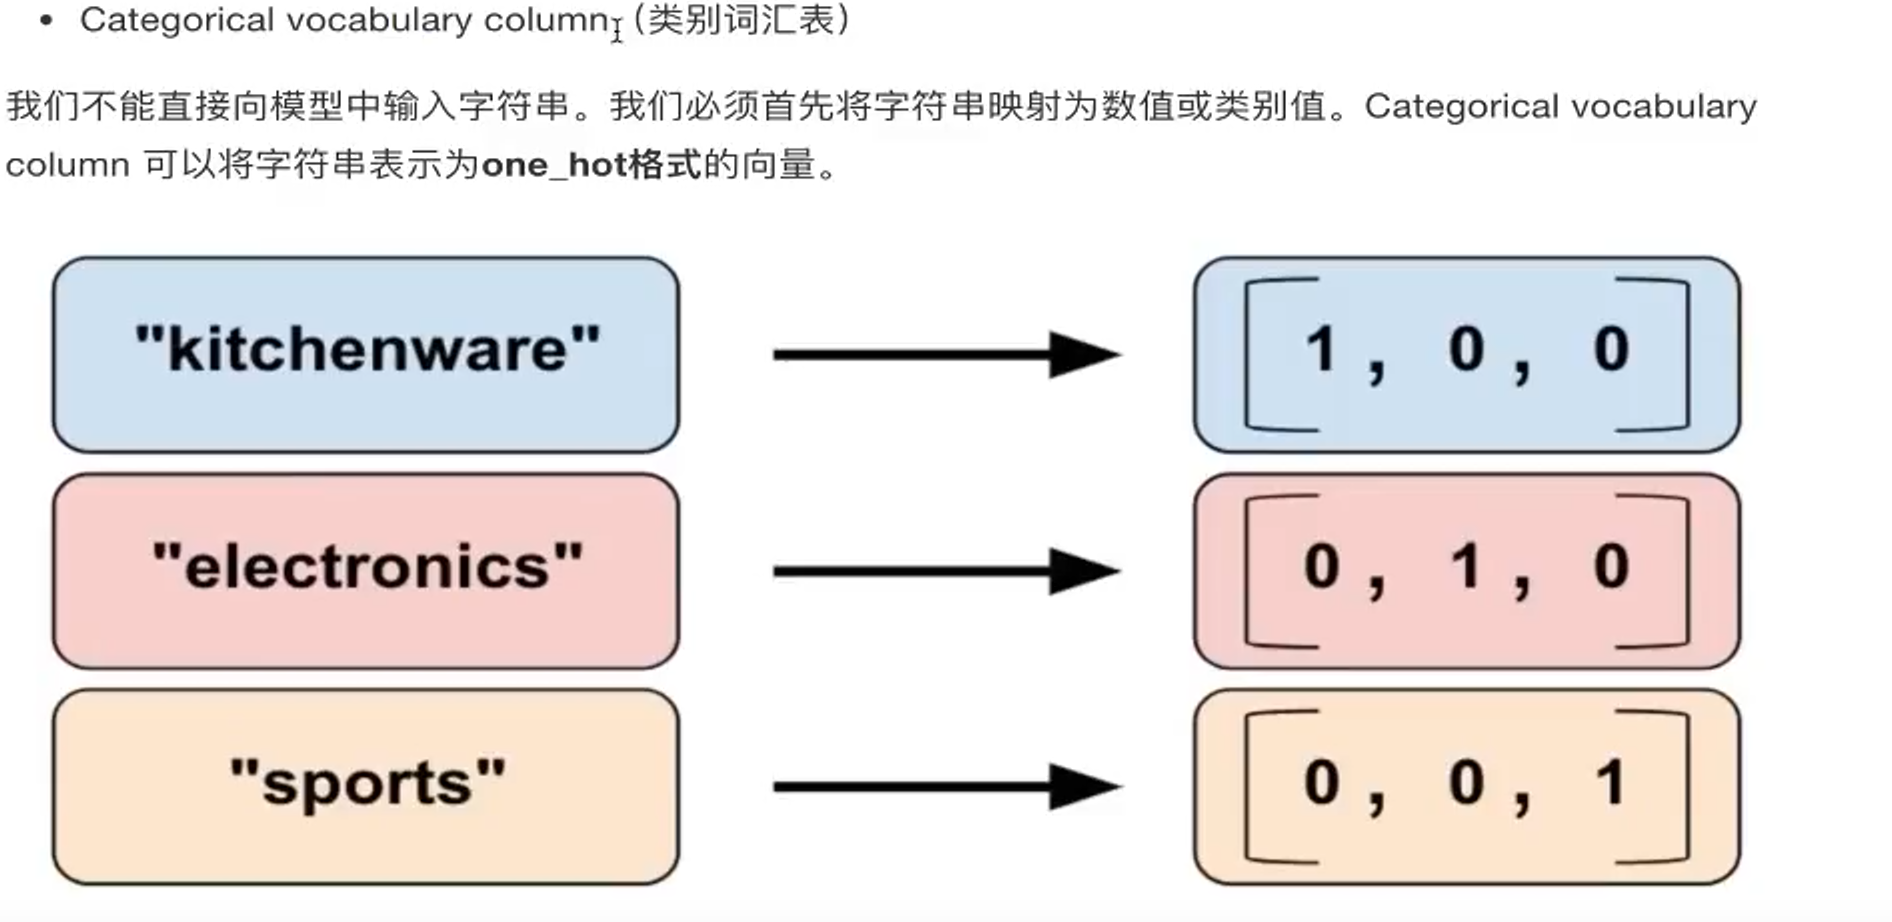 • Categorical vocabulary column（类别词汇表）
我们不能直接向模型中输入字符串。我们必须首先将字符串映射为数值或类别值。Categorical vocabulary
column 可以将字符串表示为one_hot格式的向量。
"kitchenware" [1, 0, 0]
"electronics" [0, 1, 0]
"sports" [0, 0, 1]